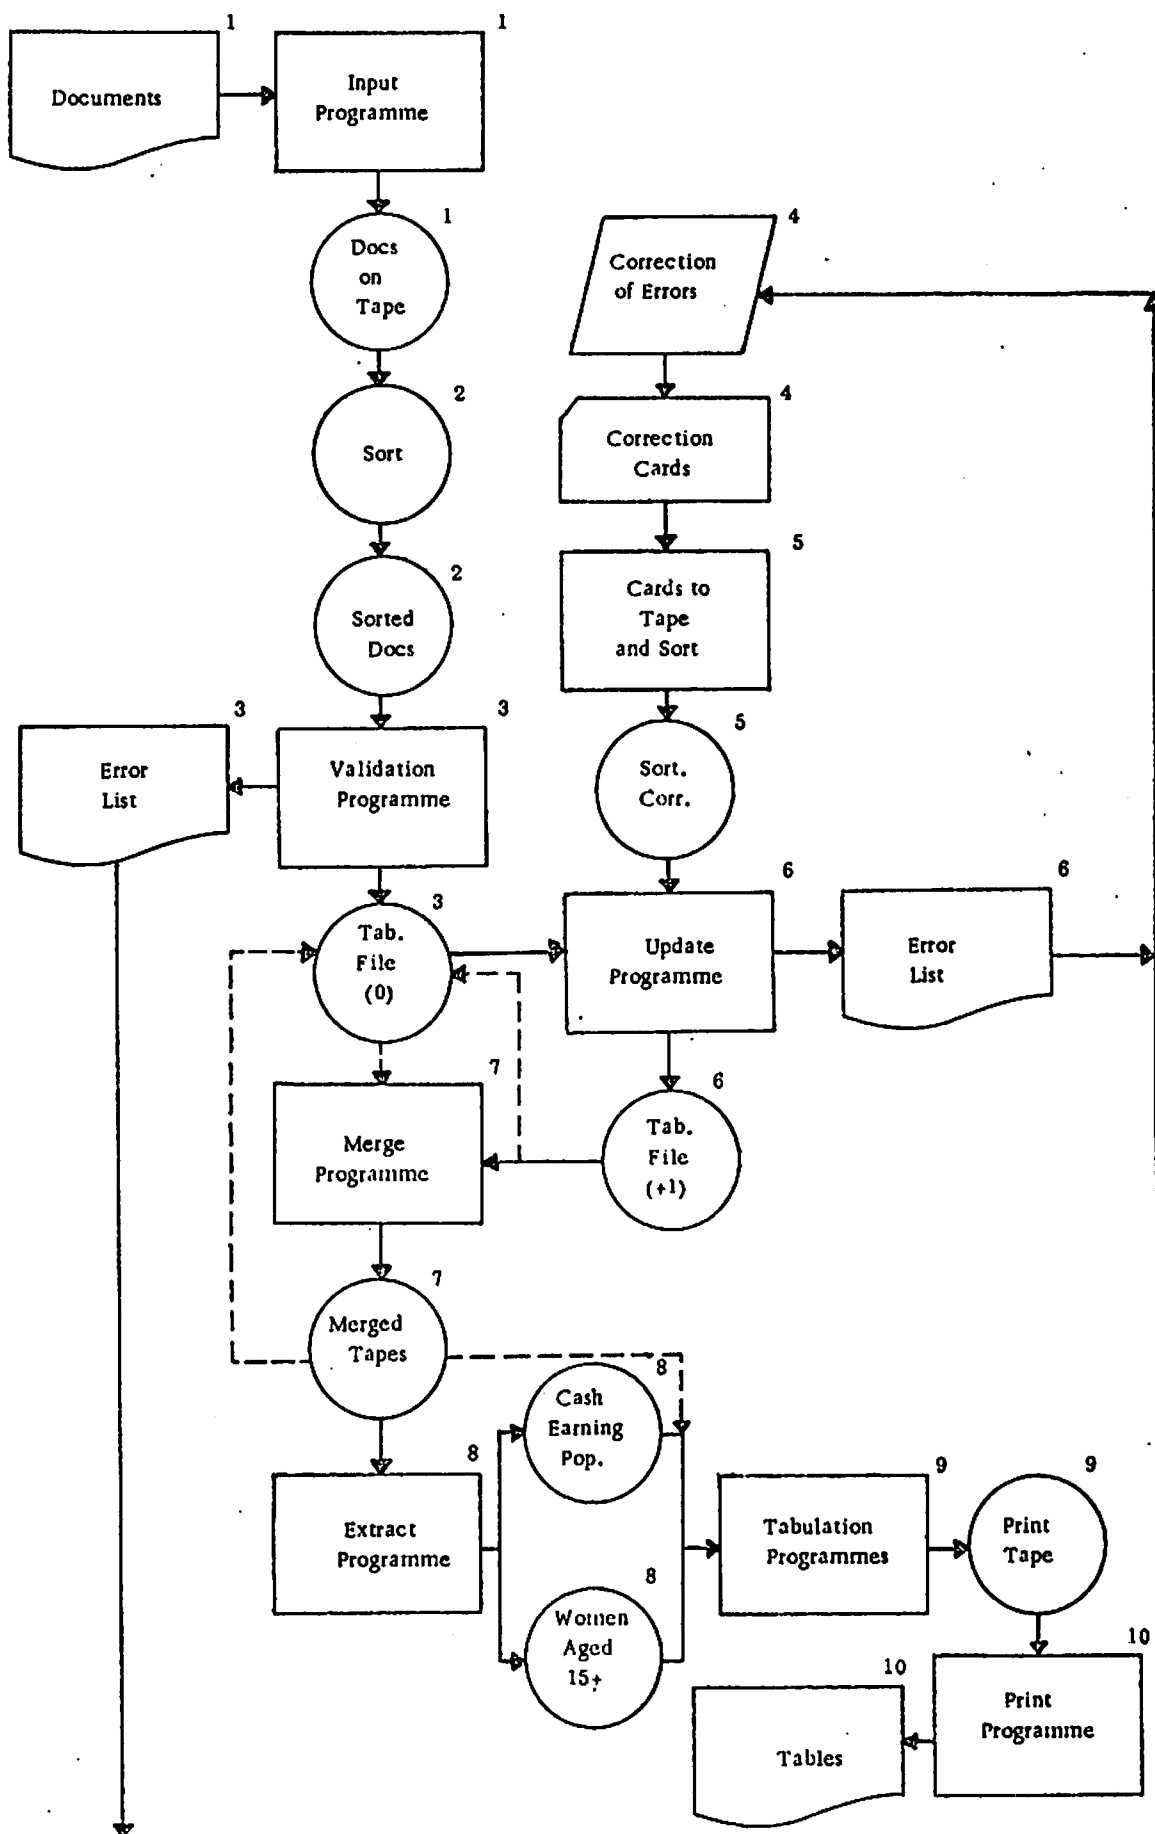 1
Documents
1
Input
Programme
1
Docs
on
Tape
2
Sort
2
Sorted
Docs
3
Error
List
3
Validation
Programme
3
Tab.
File
(0)
4
Correction
of Errors
4
Correction
Cards
5
Cards to
Tape
and Sort
5
Sort.
Corr.
6
Update
Programme
6
Error
List
6
Tab.
File
(+1)
7
Merge
Programme
7
Merged
Tapes
8
Extract
Programme
8
Cash
Earning
Pop.
8
Women
Aged
15+
9
Tabulation
Programmes
9
Print
Tape
10
Print
Programme
10
Tables